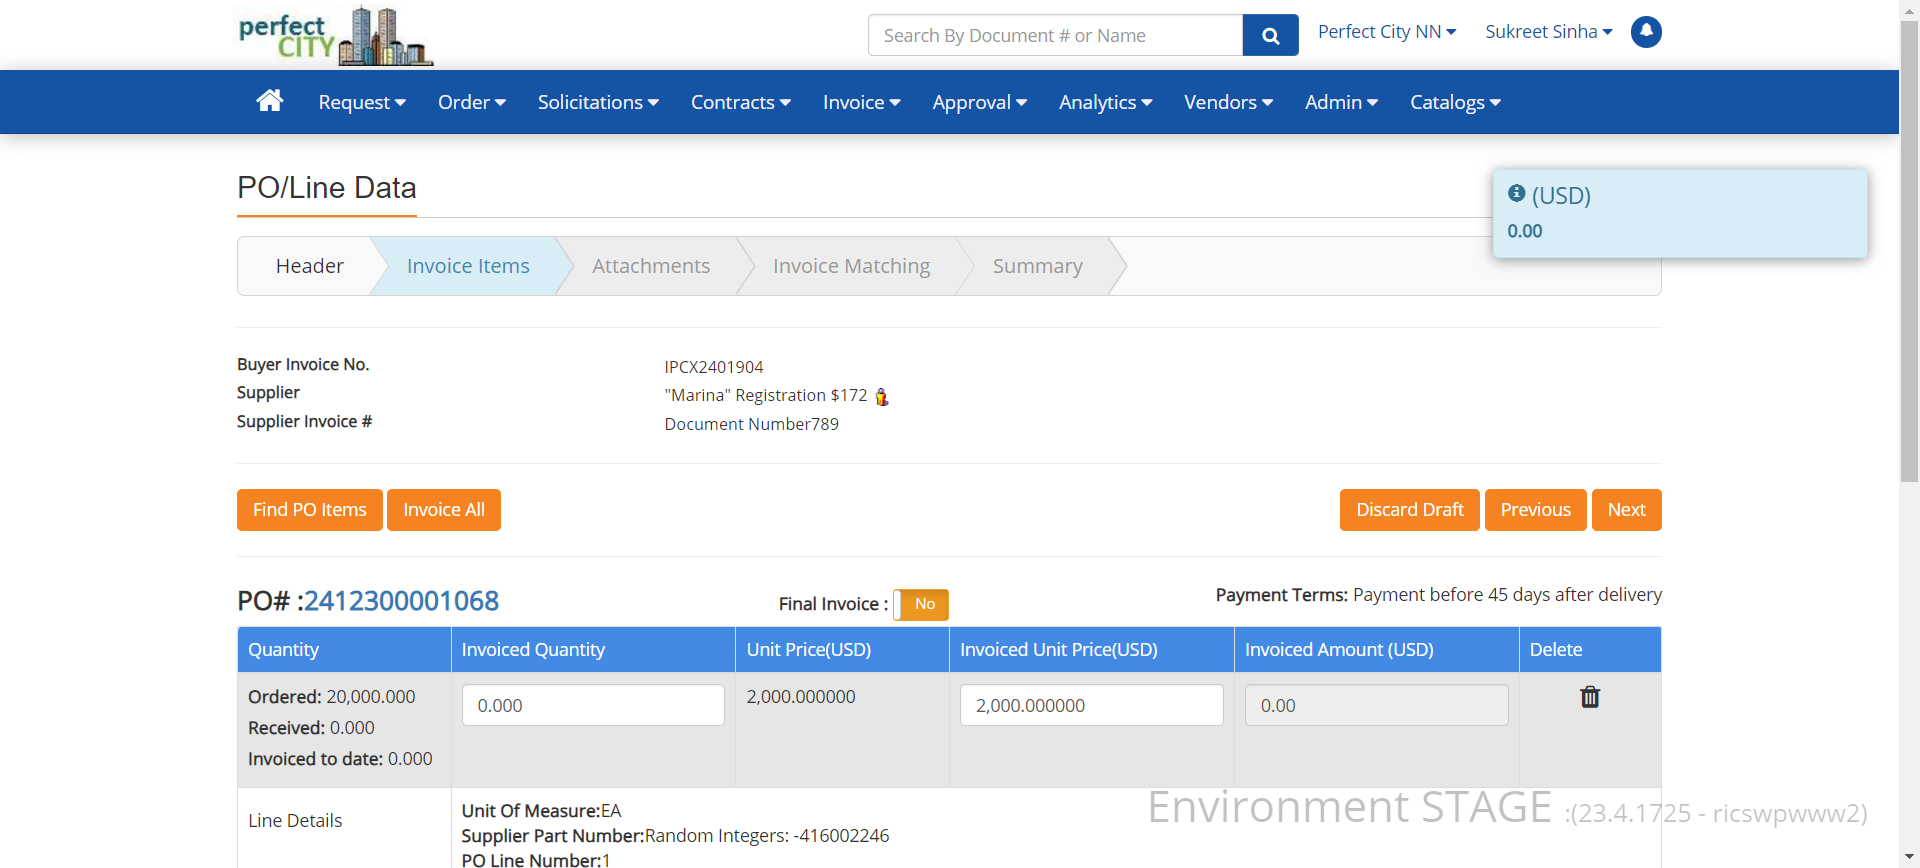 perfect
CITY
Search By Document # or Name
Perfect City NN
Sukreet Sinha
Request
Order
Solicitations
Contracts
Invoice
Approval
Analytics
Vendors
Admin
Catalogs
PO/Line Data
(USD)
0.00
Header
Invoice Items
Attachments
Invoice Matching
Summary
Buyer Invoice No.
IPCX2401904
Supplier
"Marina" Registration $172
Supplier Invoice #
Document Number789
Find PO Items
Invoice All
Discard Draft
Previous
Next
PO# :2412300001068
Final Invoice :
No
Payment Terms: Payment before 45 days after delivery
Quantity
Invoiced Quantity
Unit Price(USD)
Invoiced Unit Price(USD)
Invoiced Amount (USD)
Delete
Ordered: 20,000.000
Received: 0.000
Invoiced to date: 0.000
0.000
2,000.000000
2,000.000000
0.00
Line Details
Unit Of Measure:EA
Supplier Part Number:Random Integers: -416002246
PO Line Number:1
Environment STAGE :(23.4.1725 - ricswpwww2)